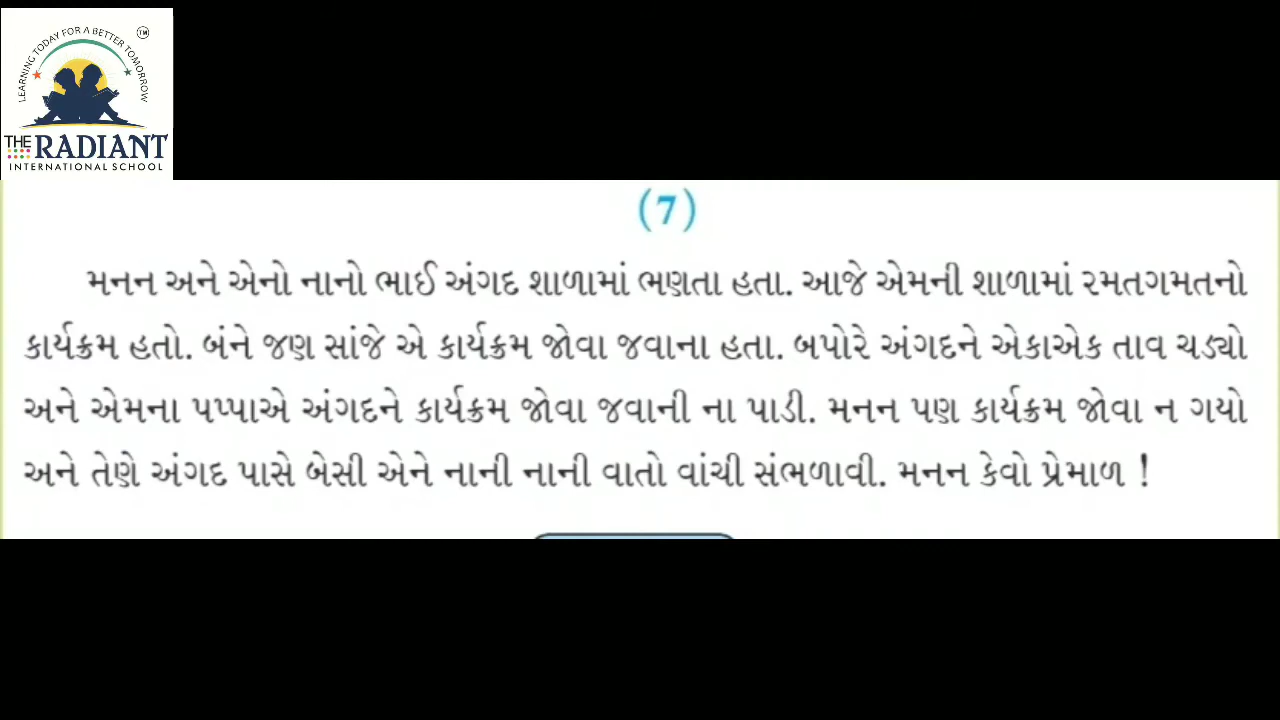 LEARNING TODAY FOR A BETTER TOMORROW
TM
THE RADIANT
INTERNATIONAL SCHOOL
(7)
મનન અને એનો નાનો ભાઈ અંગદ શાળામાં ભણતા હતા. આજે એમની શાળામાં રમતગમતનો
કાર્યક્રમ હતો. બંને જણ સાંજે એ કાર્યક્રમ જોવા જવાના હતા. બપોરે અંગદને એકાએક તાવ ચડ્યો
અને એમના પપ્પાએ અંગદને કાર્યક્રમ જોવા જવાની ના પાડી. મનન પણ કાર્યક્રમ જોવા ન ગયો
અને તેણે અંગદ પાસે બેસી એને નાની નાની વાતો વાંચી સંભળાવી. મનન કેવો પ્રેમાળ !